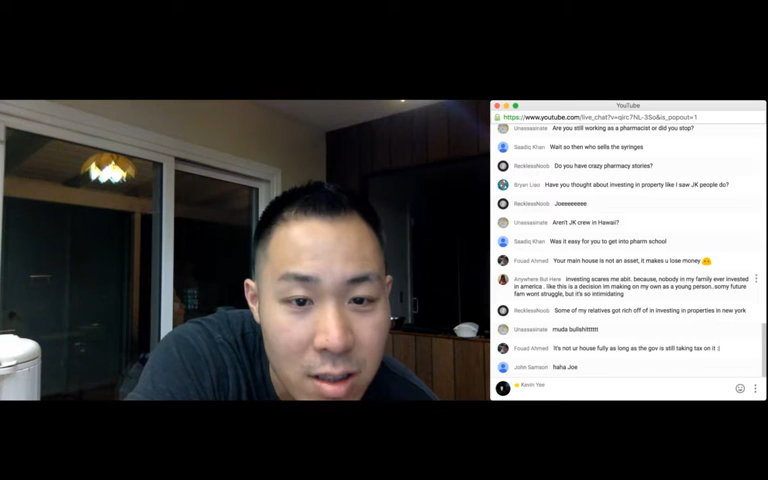 YouTube
https://www.youtube.com/live_chat?v=qirc7NL-3So&is_popout=1
Unassasinate Are you still working as a pharmacist or did you stop?
Saadiq Khan Wait so then who sells the syringes
RecklessNoob Do you have crazy pharmacy stories?
Bryan Liao Have you thought about investing in property like I saw JK people do?
RecklessNoob Joeeeeeeee
Unassasinate Aren't JK crew in Hawaii?
Saadiq Khan Was it easy for you to get into pharm school
Fouad Ahmed Your main house is not an asset, it makes u lose money
Anywhere But Here investing scares me abit. because, nobody in my family ever invested
in america . like this is a decision im making on my own as a young person..somy future
fam wont struggle, but it's so intimidating
RecklessNoob Some of my relatives got rich off of in investing in properties in new york
Unassasinate muda bullshitttttt
Fouad Ahmed It's not ur house fully as long as the gov is still taking tax on it :|
John Samson haha Joe
Kevin Yee